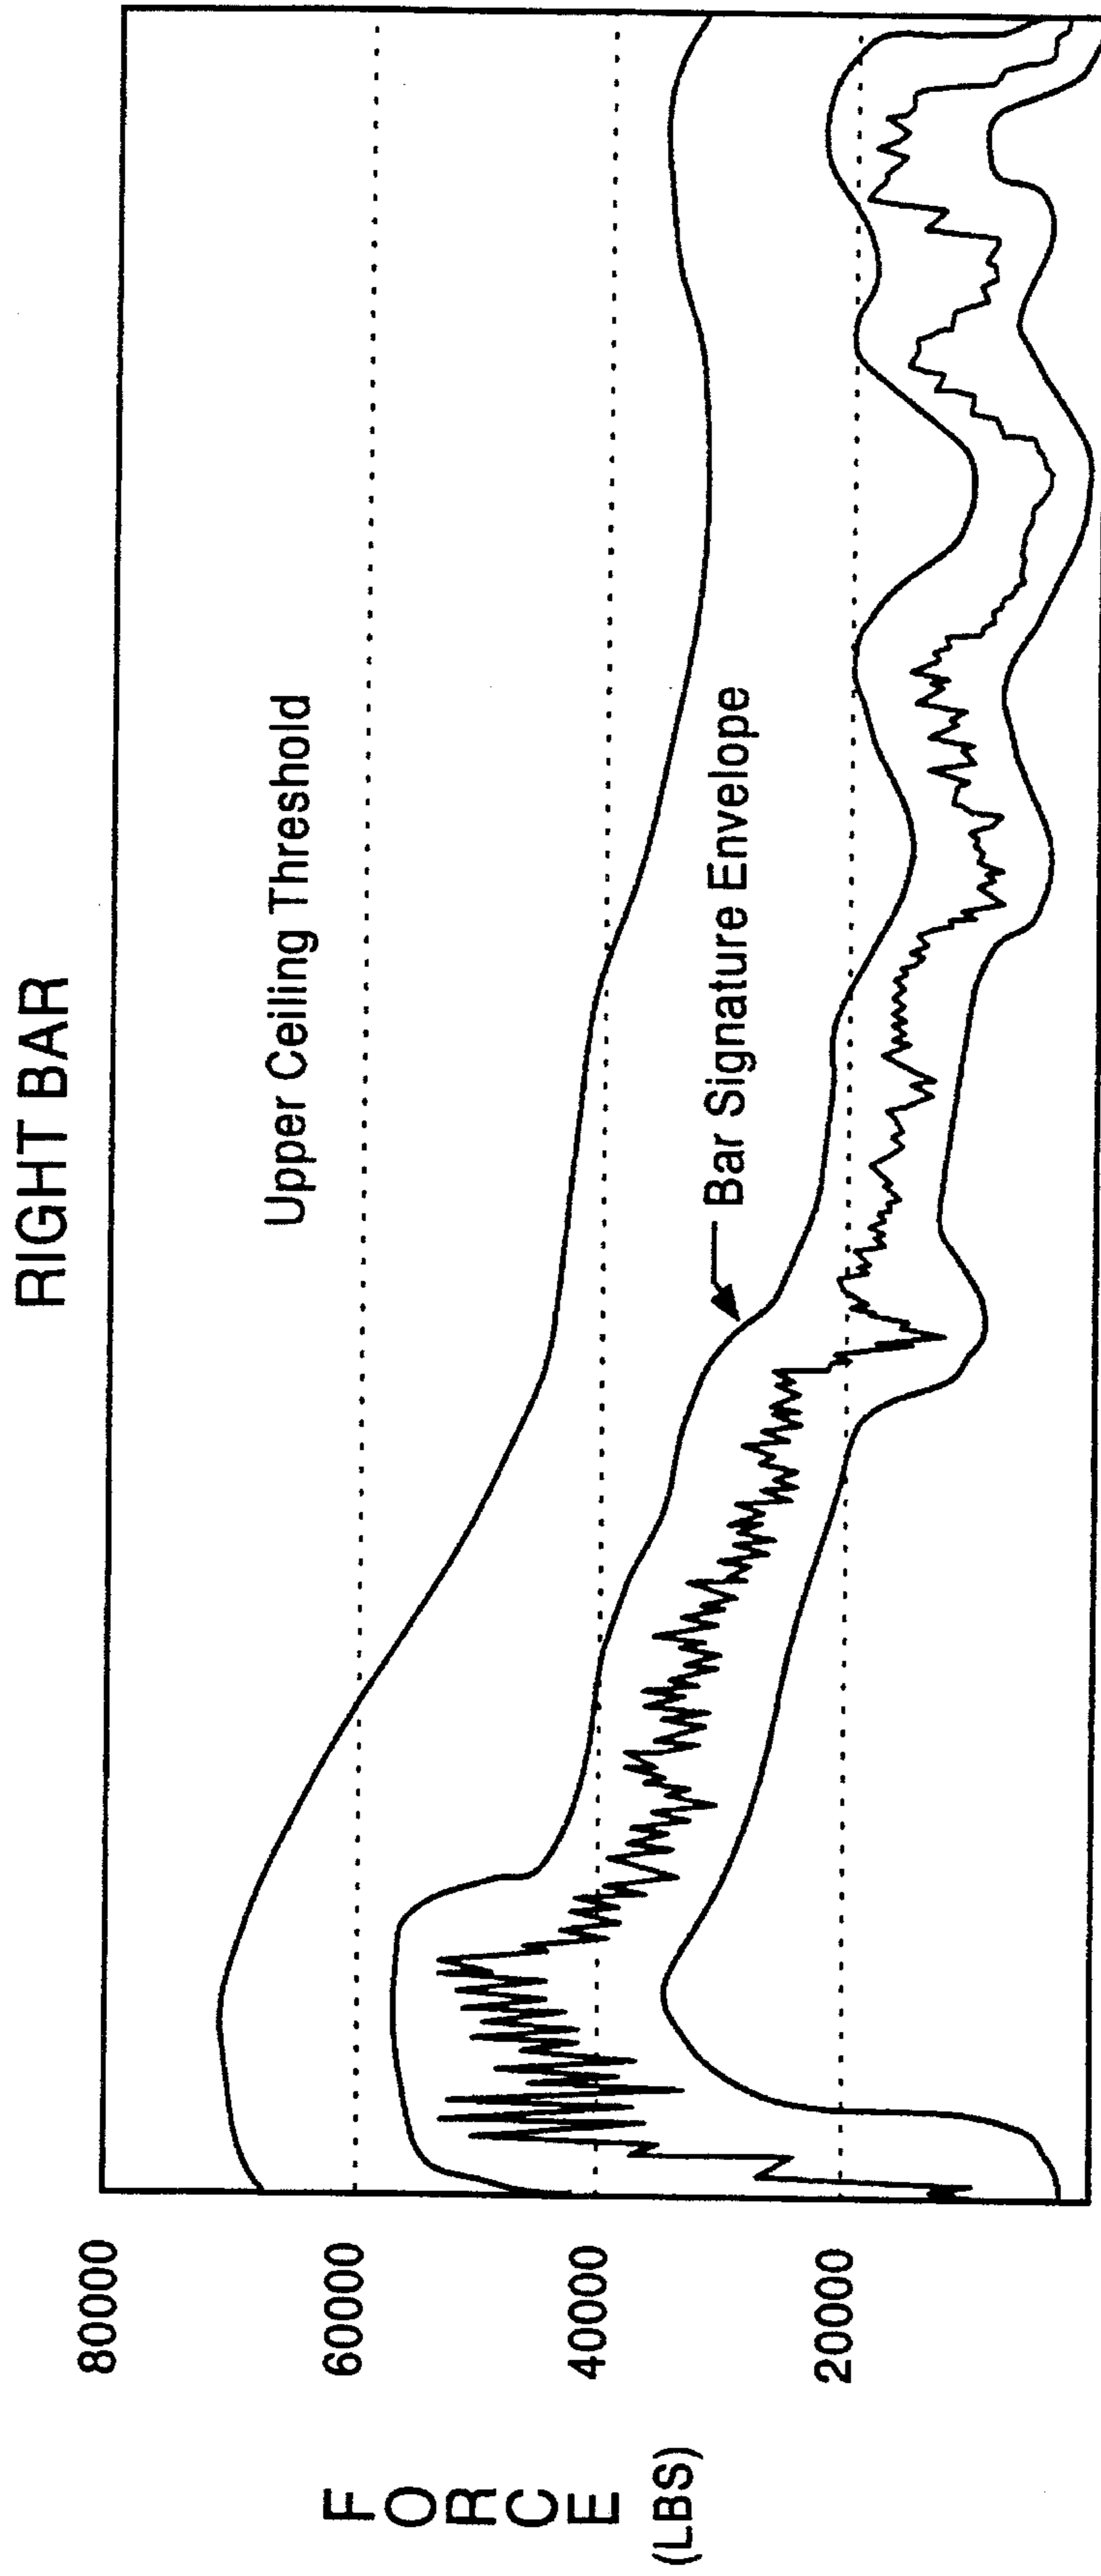 RIGHT BAR
80000
60000
40000
20000
FORCE
(LBS)
Upper Ceiling Threshold
Bar Signature Envelope